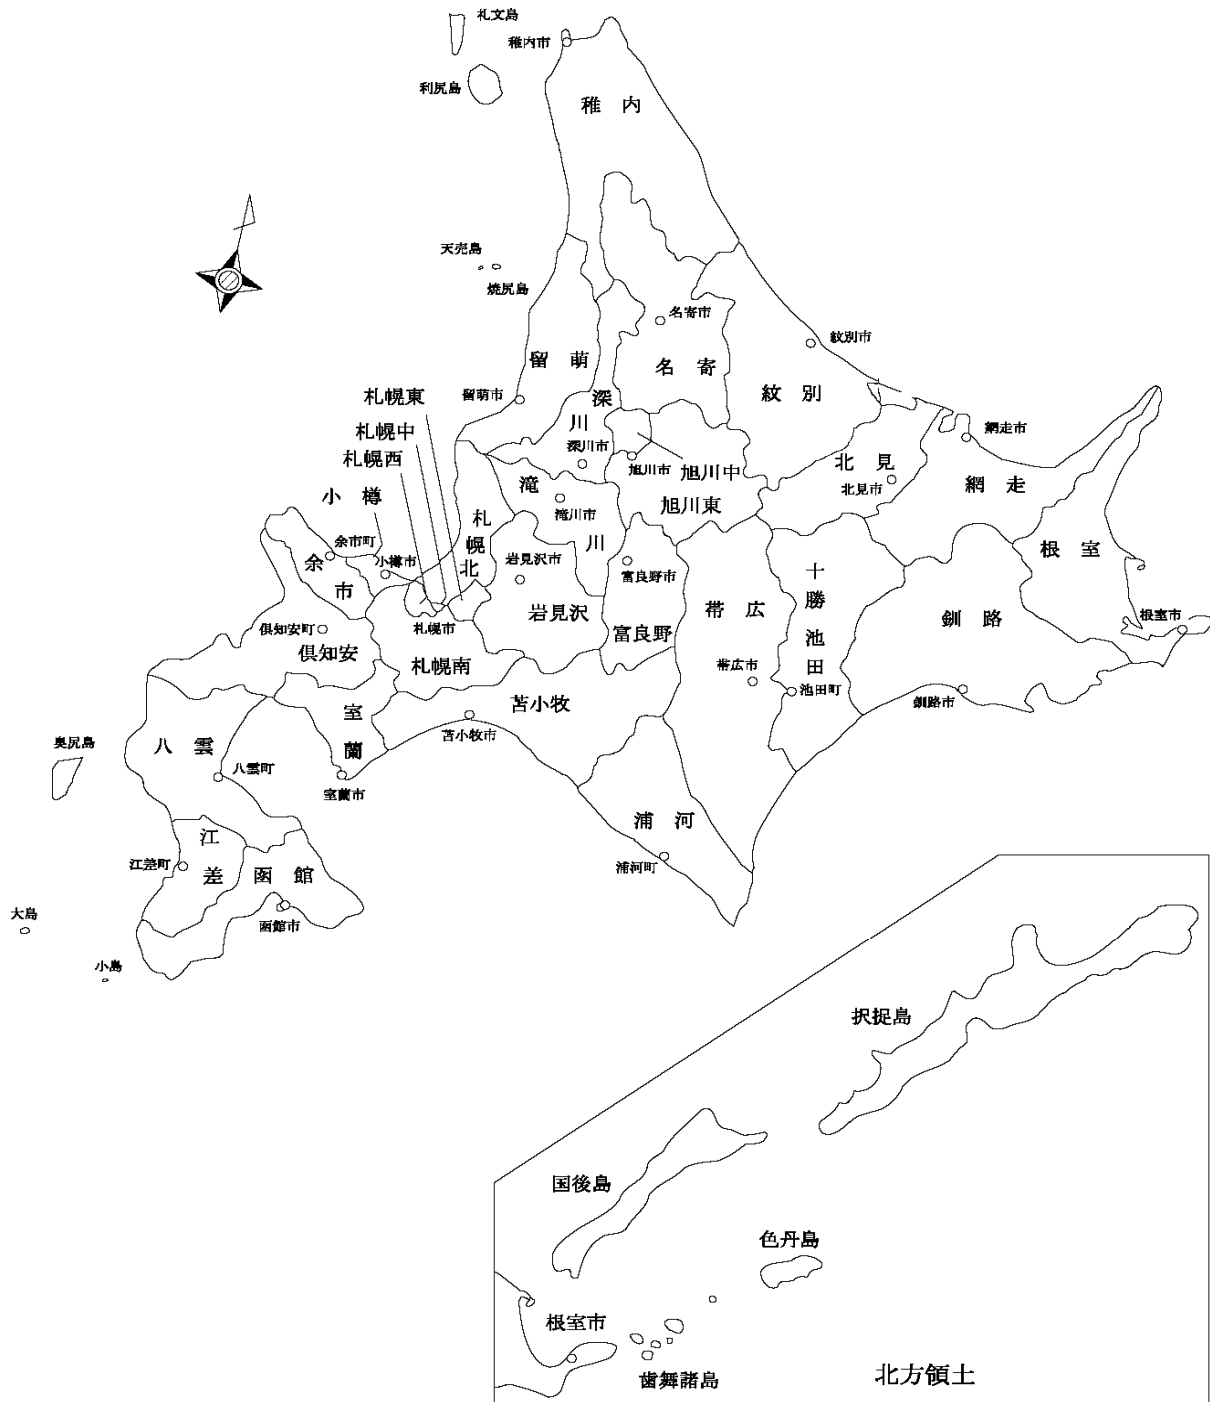 礼文島
稚内市
利尻島
稚内
天売島
焼尻島
名寄市
紋別市
留萌
名寄
紋別
札幌東
留萌市
深川
札幌中
深川市
網走市
札幌西
旭川市
旭川中
北見
北見市
網走
小樽
滝川
滝川市
旭川東
札幌北
余市町
小樽市
余市
岩見沢市
富良野市
根室
十勝池田
帯広
釧路
岩見沢
札幌市
富良野
根室市
倶知安町
倶知安
札幌南
帯広市
池田町
釧路市
苫小牧
苫小牧市
室蘭
室蘭市
奥尻島
八雲
八雲町
江差
江差町
函館
函館市
浦河
浦河町
大島
小島
択捉島
国後島
色丹島
根室市
歯舞諸島
北方領土